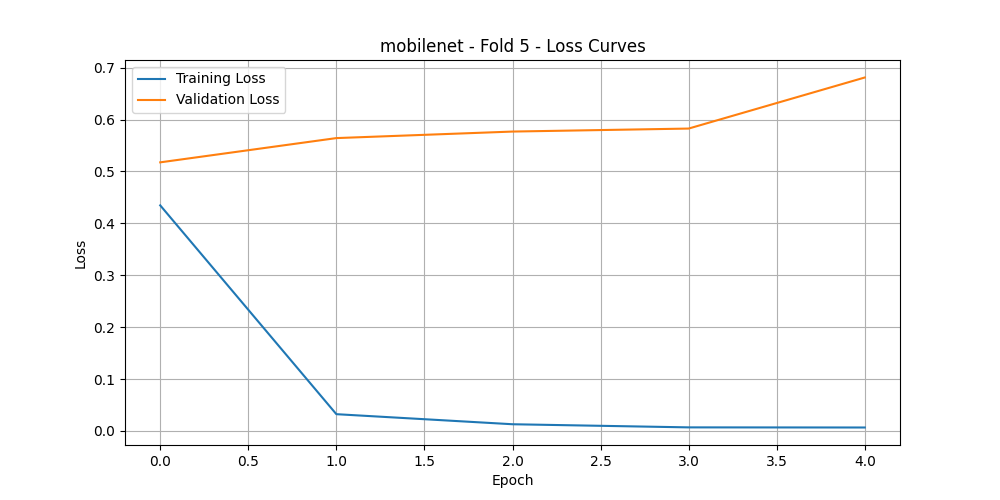 mobilenet - Fold 5 - Loss Curves
Training Loss
Validation Loss
0.7
0.6
0.5
0.4
0.3
0.2
0.1
0.0
Loss
0.0 0.5 1.0 1.5 2.0 2.5 3.0 3.5 4.0
Epoch